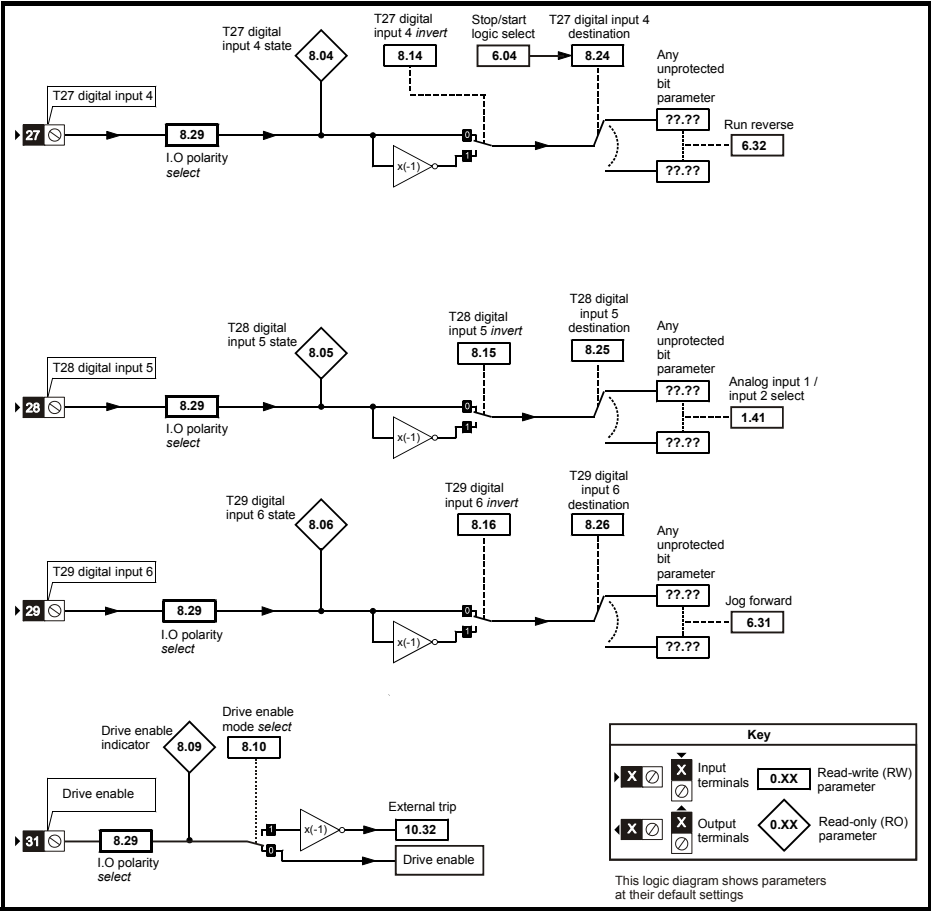 T27 digital
input 4 state
8.04
T27 digital
input 4 invert
8.14
Stop/start
logic select
6.04
T27 digital input 4
destination
8.24
Any
unprotected
bit
parameter
??.??
??.??
Run reverse
6.32
T27 digital input 4
27
8.29
I.O polarity
select
x(-1)
0
1
T28 digital
input 5 state
8.05
T28 digital
input 5 invert
8.15
T28 digital
input 5
destination
8.25
Any
unprotected
bit
parameter
??.??
??.??
Analog input 1 /
input 2 select
1.41
T28 digital input 5
28
8.29
I.O polarity
select
x(-1)
0
1
T29 digital
input 6 state
8.06
T29 digital
input 6 invert
8.16
T29 digital
input 6
destination
8.26
Any
unprotected
bit
parameter
??.??
??.??
Jog forward
6.31
T29 digital input 6
29
8.29
I.O polarity
select
x(-1)
0
1
Drive enable
indicator
8.09
Drive enable
mode select
8.10
Drive enable
31
8.29
I.O polarity
select
1
0
x(-1)
External trip
10.32
Drive enable
Key
X
X
Input
terminals
0.XX
Read-write (RW)
parameter
X
X
Output
terminals
0.XX
Read-only (RO)
parameter
This logic diagram shows parameters
at their default settings